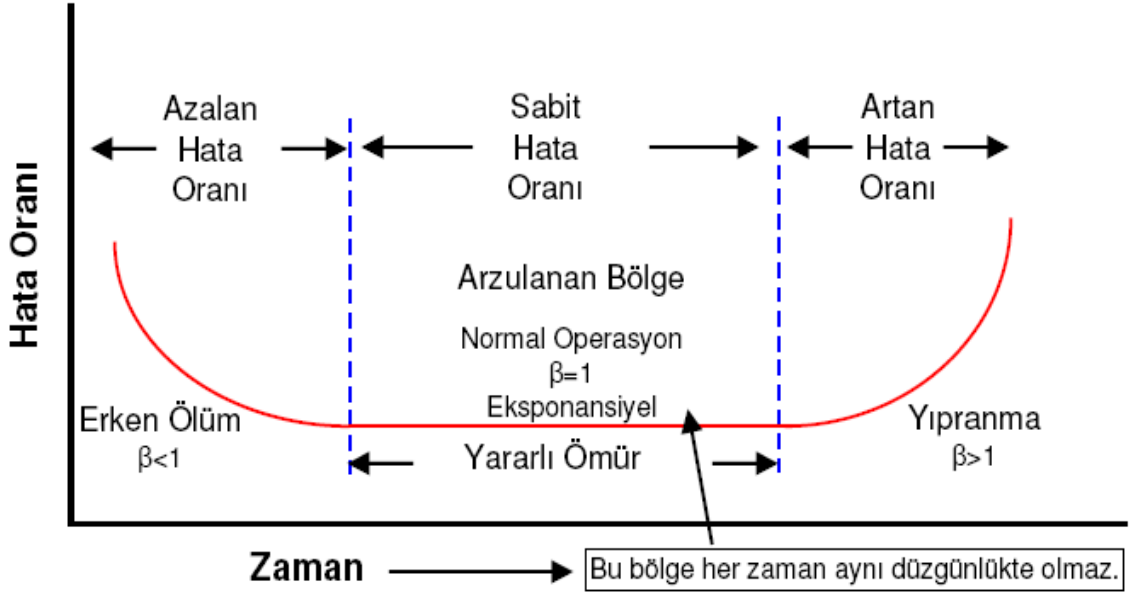 Azalan
Hata
Oranı
Sabit
Hata
Oranı
Artan
Hata
Oranı
Hata Oranı
Arzulanan Bölge
Normal Operasyon
β=1
Eksponansiyel
Erken Ölüm
β<1
Yararlı Ömür
Yıpranma
β>1
Zaman
Bu bölge her zaman aynı düzgünlükte olmaz.